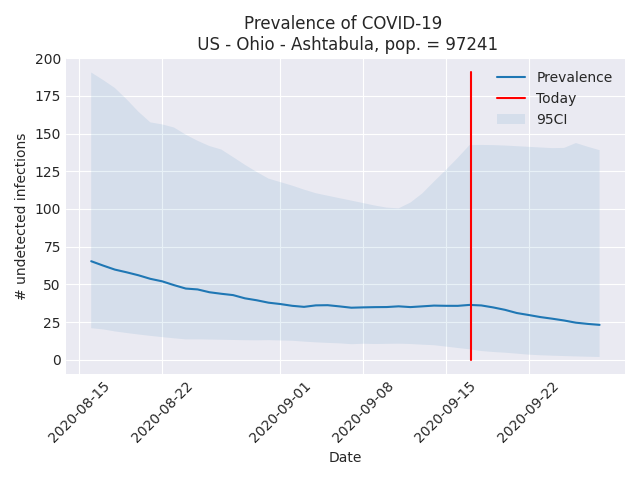 Prevalence of COVID-19
US - Ohio - Ashtabula, pop. = 97241
Prevalence
Today
95CI
# undetected infections
200
175
150
125
100
75
50
25
0
2020-08-15
2020-08-22
2020-09-01
2020-09-08
2020-09-15
2020-09-22
Date